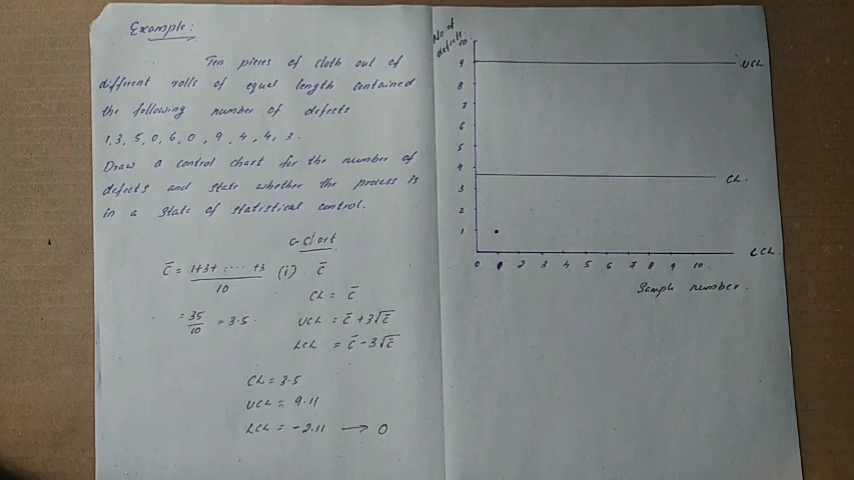 Example:
Ten pieces of cloth out of
different rolls of equal length contained
the following number of defects
1, 3, 5, 0, 6, 0, 9, 4, 4, 3.
Draw a control chart for the number of
defects and state whether the process is
in a state of statistical control.
c-chart
C̄ = 1+3+ ..... +3 (i). C̄
10
CL = C̄
= 35 = 3.5. UCL = C̄ + 3√C̄
10
LCL = C̄ - 3√C̄
CL = 3.5
UCL = 9.11
LCL = -2.11 → 0
No of
defects
10
9 UCL
8
7
6
5
4
CL
3
2
1
LCL
0 1 2 3 4 5 6 7 8 9 10
Sample number.